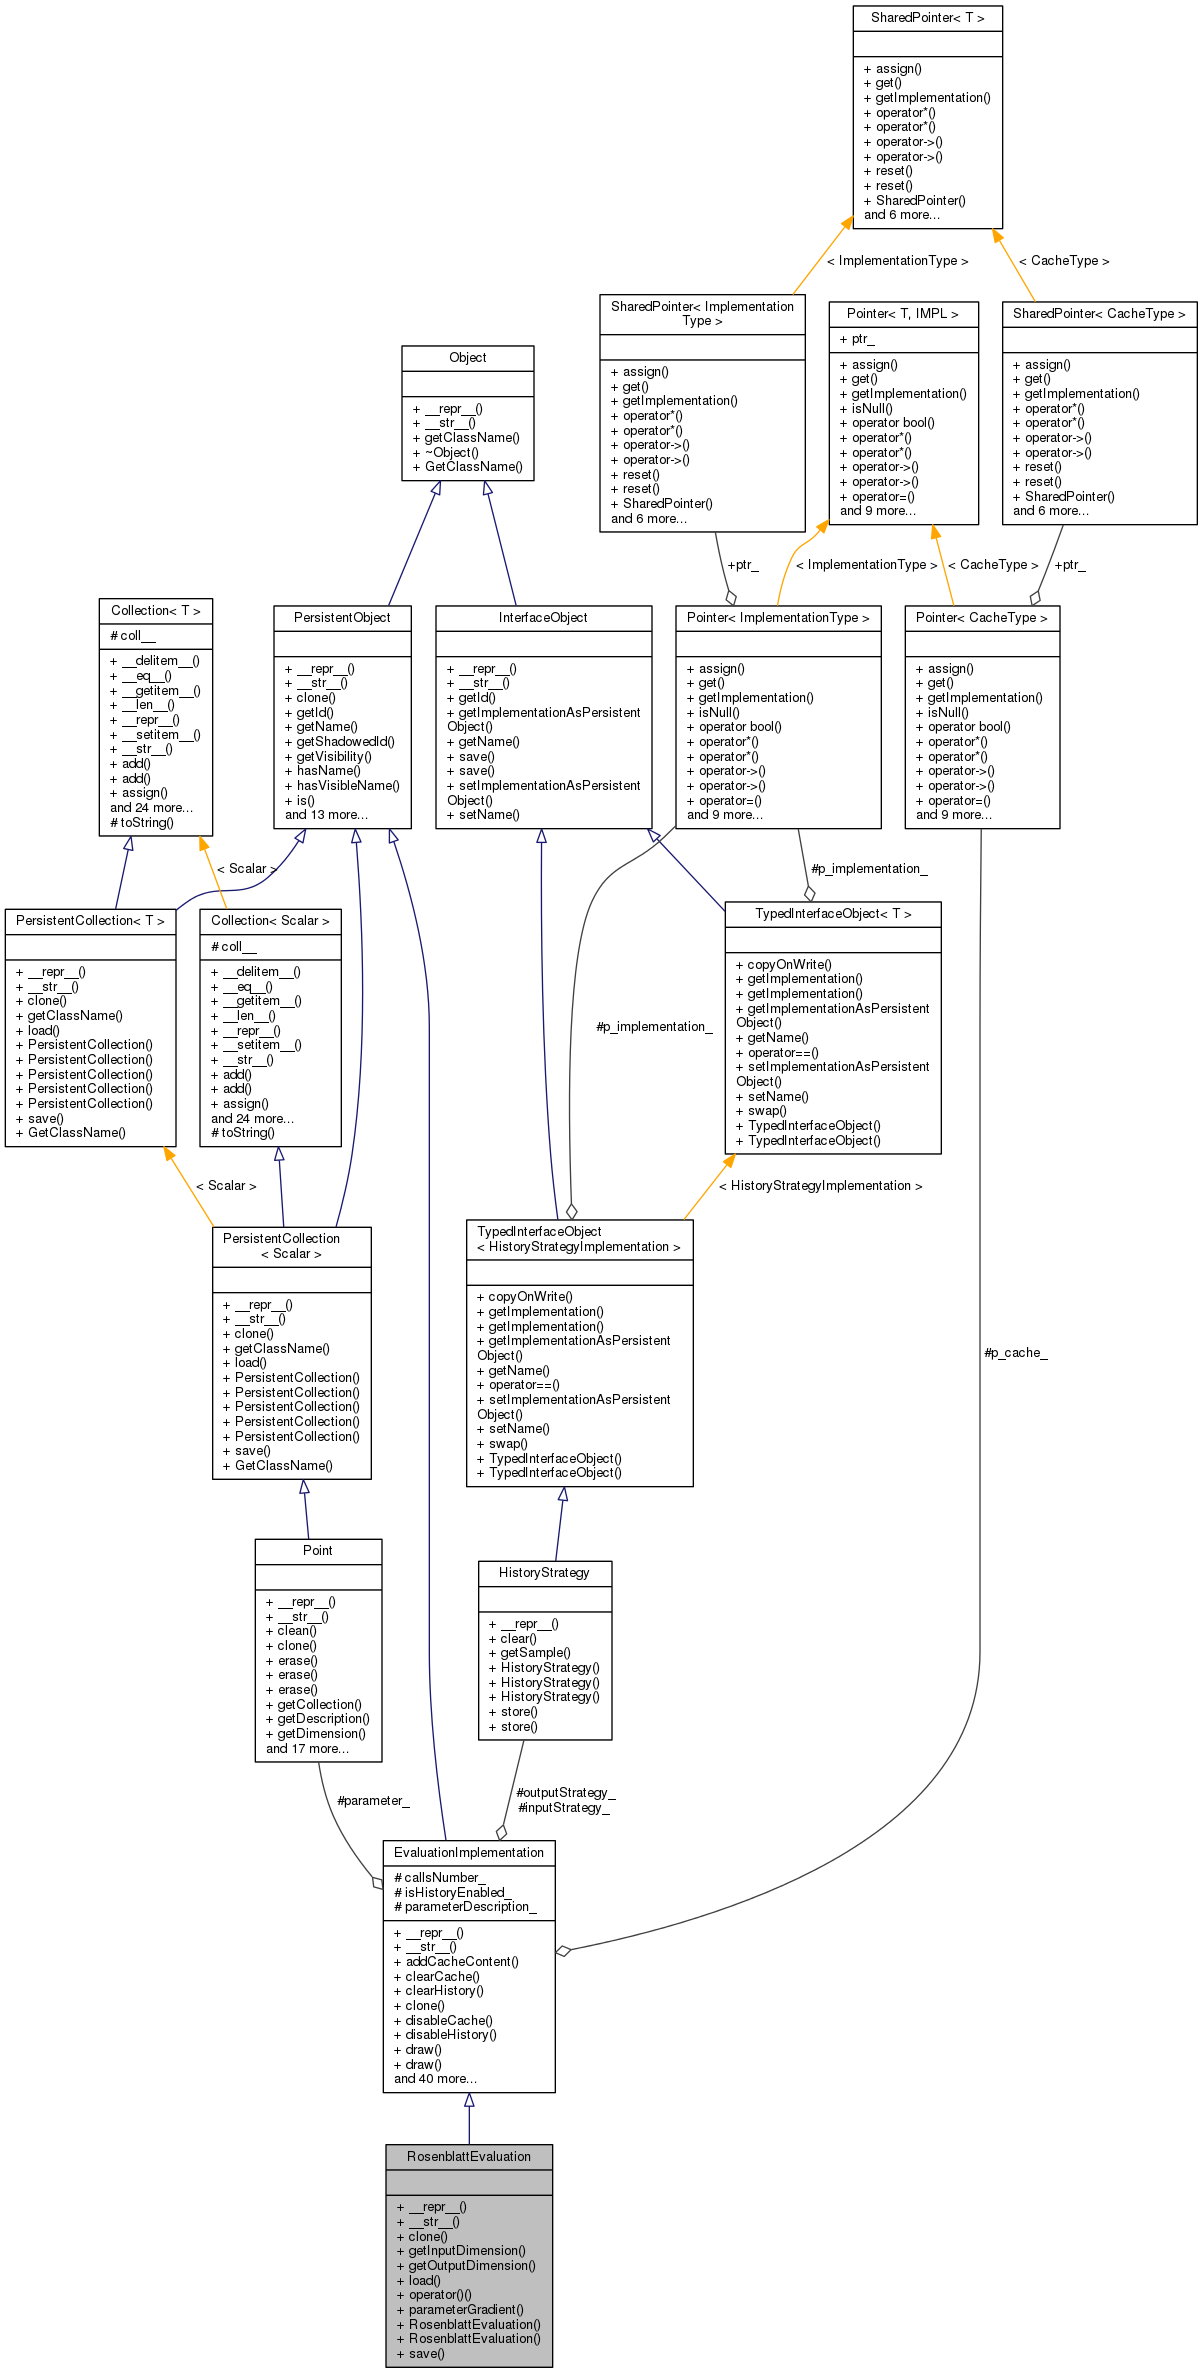 SharedPointer< T >
+ assign()
+ get()
+ getImplementation()
+ operator*()
+ operator*()
+ operator->()
+ operator->()
+ reset()
+ reset()
+ SharedPointer()
and 6 more...
< ImplementationType >
< CacheType >
SharedPointer< Implementation
Type >
+ assign()
+ get()
+ getImplementation()
+ operator*()
+ operator*()
+ operator->()
+ operator->()
+ reset()
+ reset()
+ SharedPointer()
and 6 more...
Pointer< T, IMPL >
+ ptr_
+ assign()
+ get()
+ getImplementation()
+ isNull()
+ operator bool()
+ operator*()
+ operator*()
+ operator->()
+ operator->()
+ operator=()
and 9 more...
SharedPointer< CacheType >
+ assign()
+ get()
+ getImplementation()
+ operator*()
+ operator*()
+ operator->()
+ operator->()
+ reset()
+ reset()
+ SharedPointer()
and 6 more...
Object
+ __repr__()
+ __str__()
+ getClassName()
+ ~Object()
+ GetClassName()
+ptr_
< ImplementationType >
< CacheType >
+ptr_
Collection< T >
# coll__
+ __delitem__()
+ __eq__()
+ __getitem__()
+ __len__()
+ __repr__()
+ __setitem__()
+ __str__()
+ add()
+ add()
+ assign()
and 24 more...
# toString()
PersistentObject
+ __repr__()
+ __str__()
+ clone()
+ getId()
+ getName()
+ getShadowedId()
+ getVisibility()
+ hasName()
+ hasVisibleName()
+ is()
and 13 more...
InterfaceObject
+ __repr__()
+ __str__()
+ getId()
+ getImplementationAsPersistent
Object()
+ getName()
+ save()
+ save()
+ setImplementationAsPersistent
Object()
+ setName()
Pointer< ImplementationType >
+ assign()
+ get()
+ getImplementation()
+ isNull()
+ operator bool()
+ operator*()
+ operator*()
+ operator->()
+ operator->()
+ operator=()
and 9 more...
Pointer< CacheType >
+ assign()
+ get()
+ getImplementation()
+ isNull()
+ operator bool()
+ operator*()
+ operator*()
+ operator->()
+ operator->()
+ operator=()
and 9 more...
< Scalar >
#p_implementation_
PersistentCollection< T >
+ __repr__()
+ __str__()
+ clone()
+ getClassName()
+ load()
+ PersistentCollection()
+ PersistentCollection()
+ PersistentCollection()
+ PersistentCollection()
+ PersistentCollection()
+ save()
+ GetClassName()
Collection< Scalar >
# coll__
+ __delitem__()
+ __eq__()
+ __getitem__()
+ __len__()
+ __repr__()
+ __setitem__()
+ __str__()
+ add()
+ add()
+ assign()
and 24 more...
# toString()
#p_implementation_
TypedInterfaceObject< T >
+ copyOnWrite()
+ getImplementation()
+ getImplementation()
+ getImplementationAsPersistent
Object()
+ getName()
+ operator==()
+ setImplementationAsPersistent
Object()
+ setName()
+ swap()
+ TypedInterfaceObject()
+ TypedInterfaceObject()
< Scalar >
< HistoryStrategyImplementation >
PersistentCollection
< Scalar >
+ __repr__()
+ __str__()
+ clone()
+ getClassName()
+ load()
+ PersistentCollection()
+ PersistentCollection()
+ PersistentCollection()
+ PersistentCollection()
+ PersistentCollection()
+ save()
+ GetClassName()
TypedInterfaceObject
< HistoryStrategyImplementation >
+ copyOnWrite()
+ getImplementation()
+ getImplementation()
+ getImplementationAsPersistent
Object()
+ getName()
+ operator==()
+ setImplementationAsPersistent
Object()
+ setName()
+ swap()
+ TypedInterfaceObject()
+ TypedInterfaceObject()
#p_cache_
Point
+ __repr__()
+ __str__()
+ clean()
+ clone()
+ erase()
+ erase()
+ erase()
+ getCollection()
+ getDescription()
+ getDimension()
and 17 more...
HistoryStrategy
+ __repr__()
+ clear()
+ getSample()
+ HistoryStrategy()
+ HistoryStrategy()
+ HistoryStrategy()
+ store()
+ store()
#parameter_
#outputStrategy_
#inputStrategy_
EvaluationImplementation
# callsNumber_
# isHistoryEnabled_
# parameterDescription_
+ __repr__()
+ __str__()
+ addCacheContent()
+ clearCache()
+ clearHistory()
+ clone()
+ disableCache()
+ disableHistory()
+ draw()
+ draw()
and 40 more...
RosenblattEvaluation
+ __repr__()
+ __str__()
+ clone()
+ getInputDimension()
+ getOutputDimension()
+ load()
+ operator()()
+ parameterGradient()
+ RosenblattEvaluation()
+ RosenblattEvaluation()
+ save()